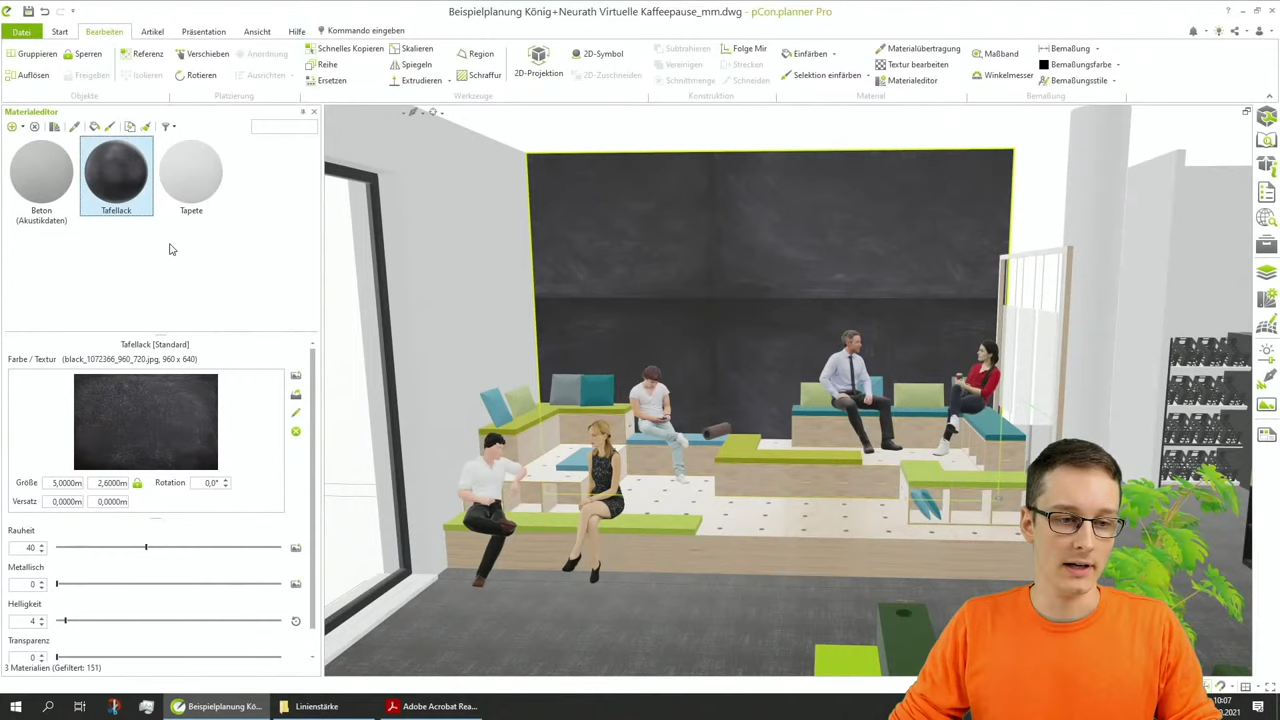 Beispielplanung König+Neurath Virtuelle Kaffeepause_mm.dwg - pCon.planner Pro
Datei Start Bearbeiten Artikel Präsentation Ansicht Hilfe Kommando eingeben
Gruppieren Sperren Referenz Verschieben Anordnung Schnelles Kopieren Skalieren Region 2D-Symbol Subtrahieren Folge Mir Einfärben Materialübertragung Maßband Bemaßung
Reihe Spiegeln Vereinigen Strecken Textur bearbeiten Bemaßungsfarbe
Auflösen Freigeben Isolieren Rotieren Ausrichten Ersetzen Extrudieren Schraffur 2D-Projektion 2D-Zuschneiden Schnittmenge Schneiden Selektion einfärben Materialeditor Winkelmesser Bemaßungsstile
Objekte Platzierung Werkzeuge Konstruktion Material Bemaßung
Materialeditor
Beton
(Akustikdaten)
Tafellack
Tapete
Tafellack [Standard]
Farbe / Textur (black_1072366_960_720.jpg, 960 x 640)
Größe 5,0000m 2,6000m Rotation 0,0°
Versatz 0,0000m 0,0000m
Rauheit
40
Metallisch
0
Helligkeit
4
Transparenz
0
3 Materialien (Gefiltert: 151)
Beispielplanung Kö... Linienstärke Adobe Acrobat Rea...
10:07
.2021